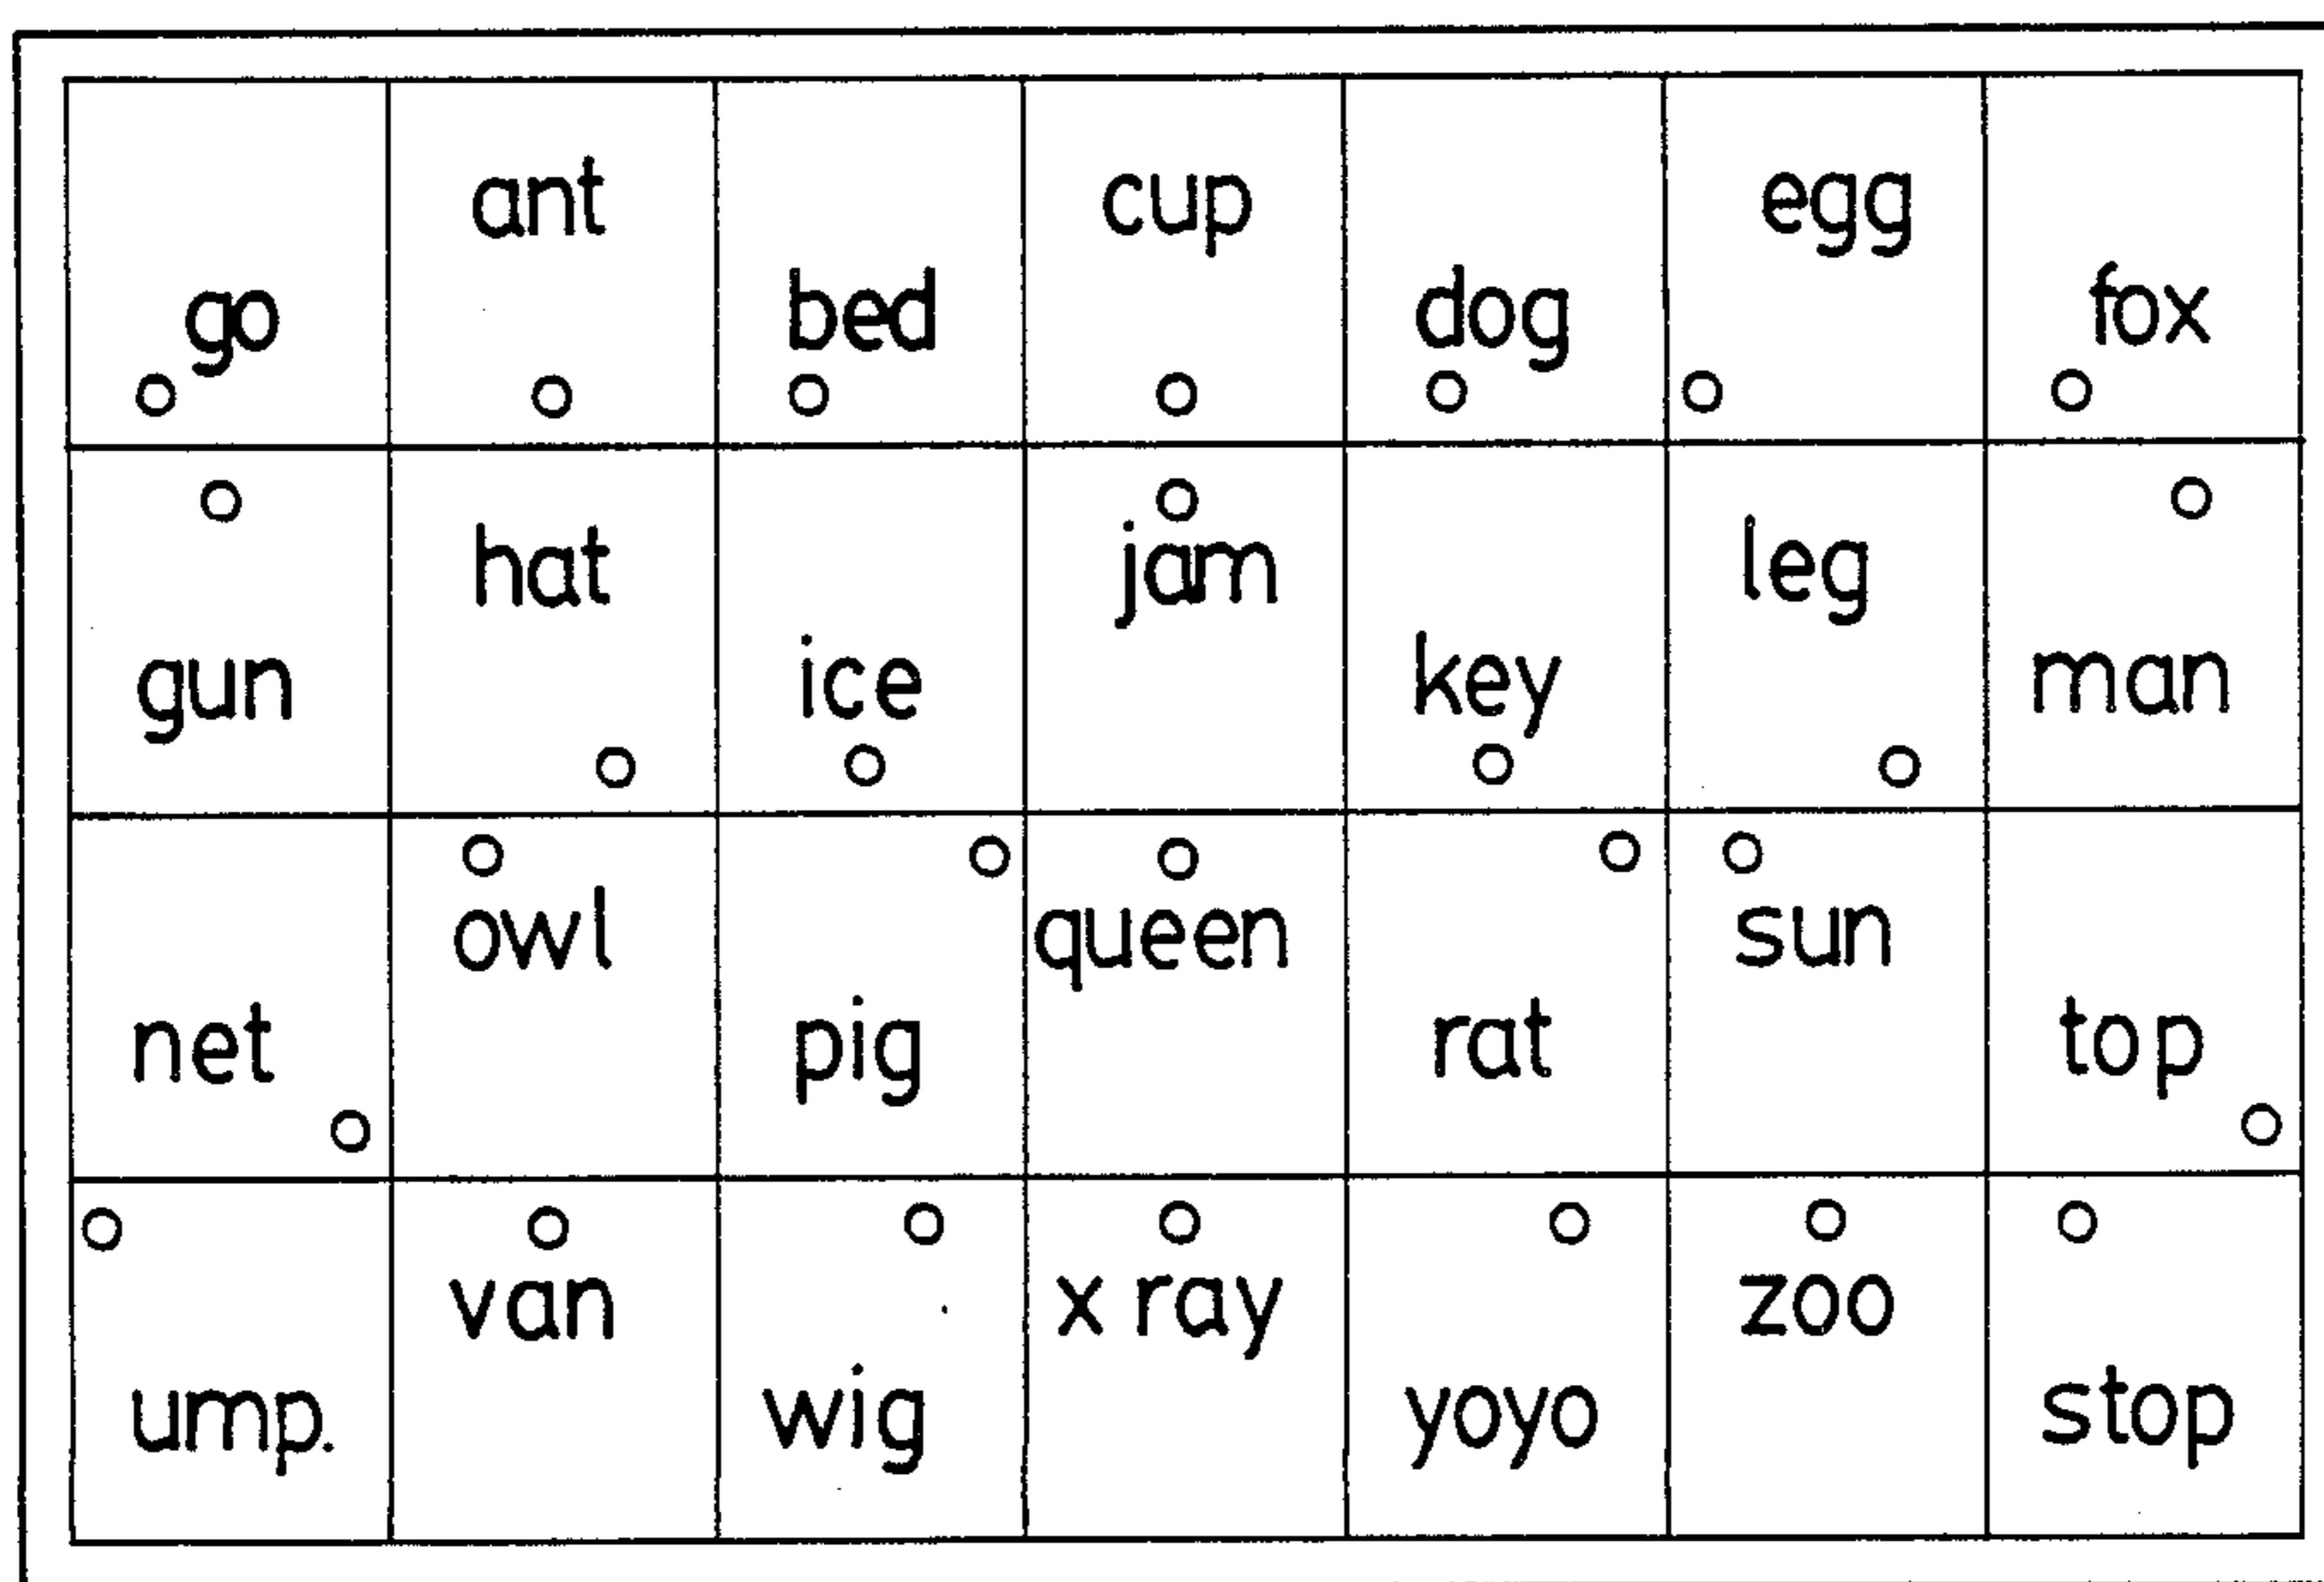 go ant bed cup dog egg fox
gun hat ice jam key leg man
net owl pig queen rat sun top
ump. van wig x ray yoyo zoo stop